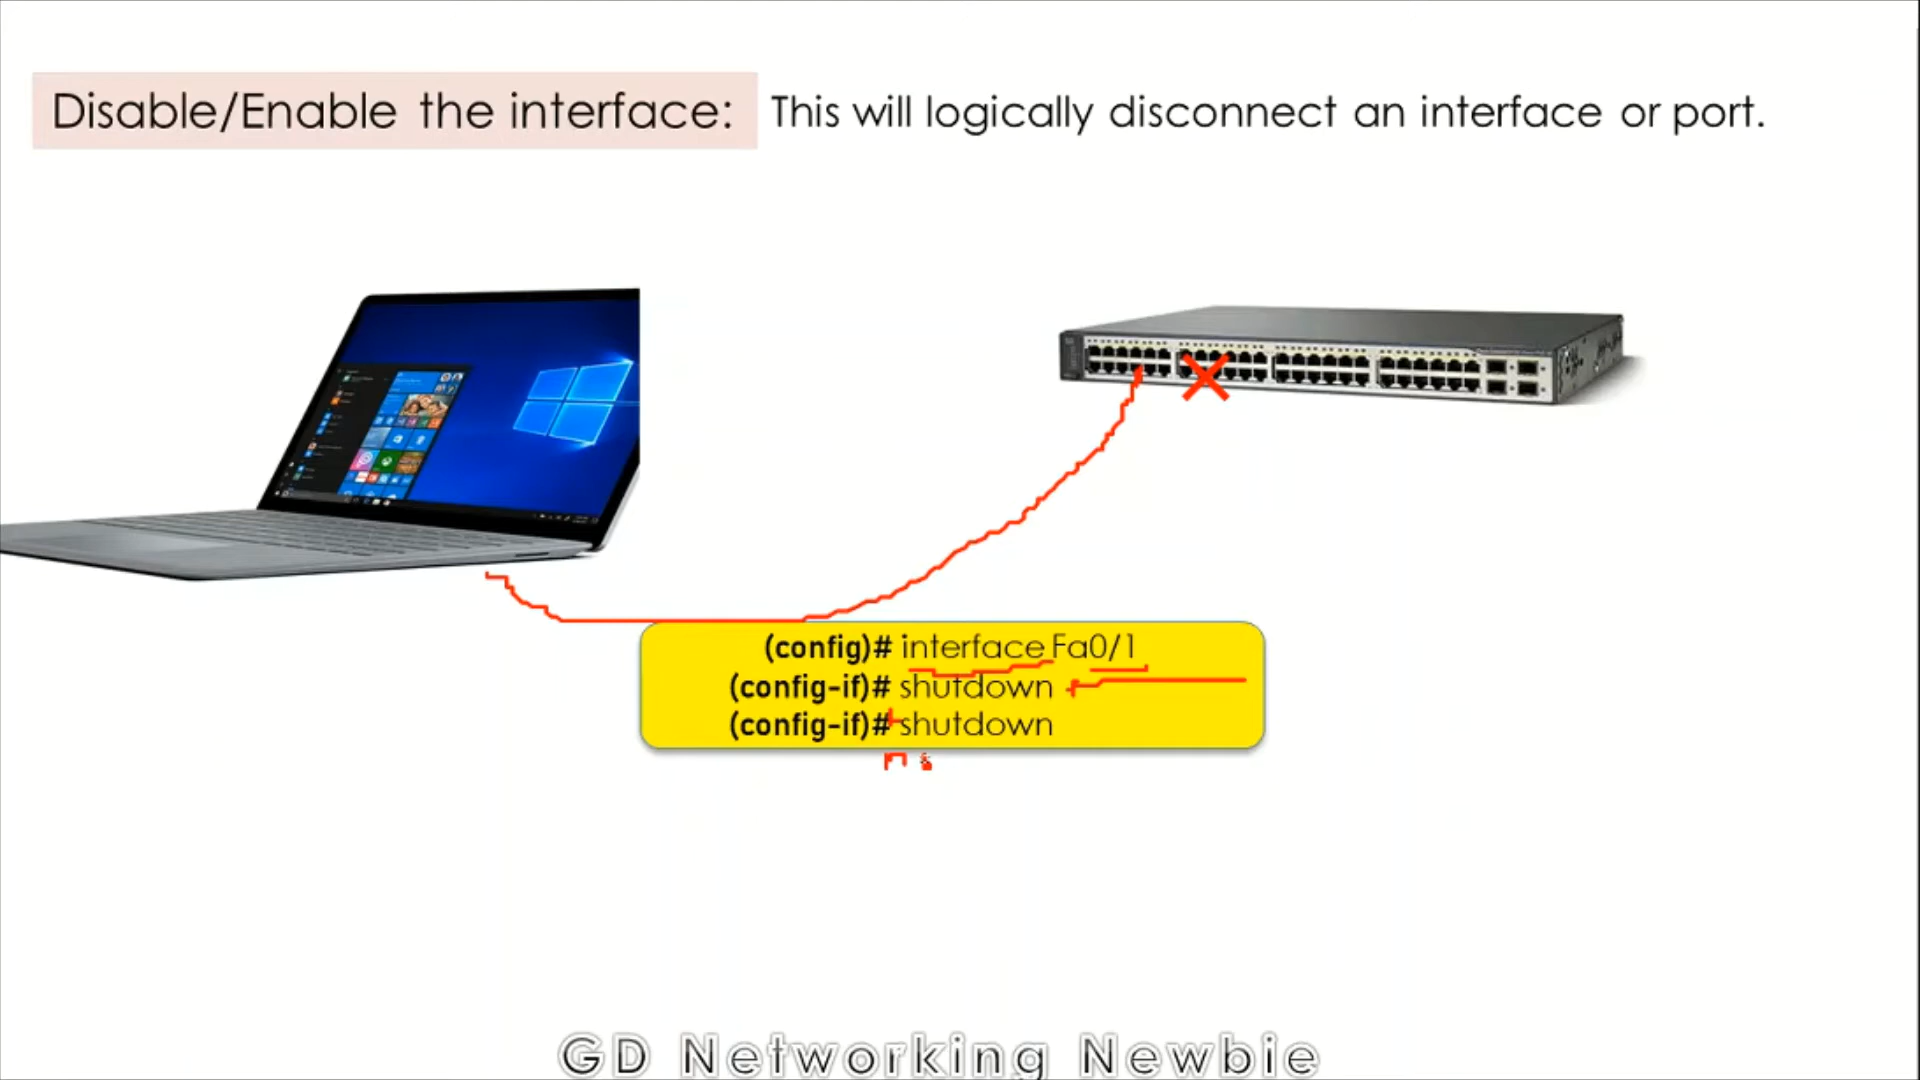 Disable/Enable the interface: This will logically disconnect an interface or port.
(config)# interface Fa0/1
(config-if)# shutdown
(config-if)# shutdown
GD Networking Newbie